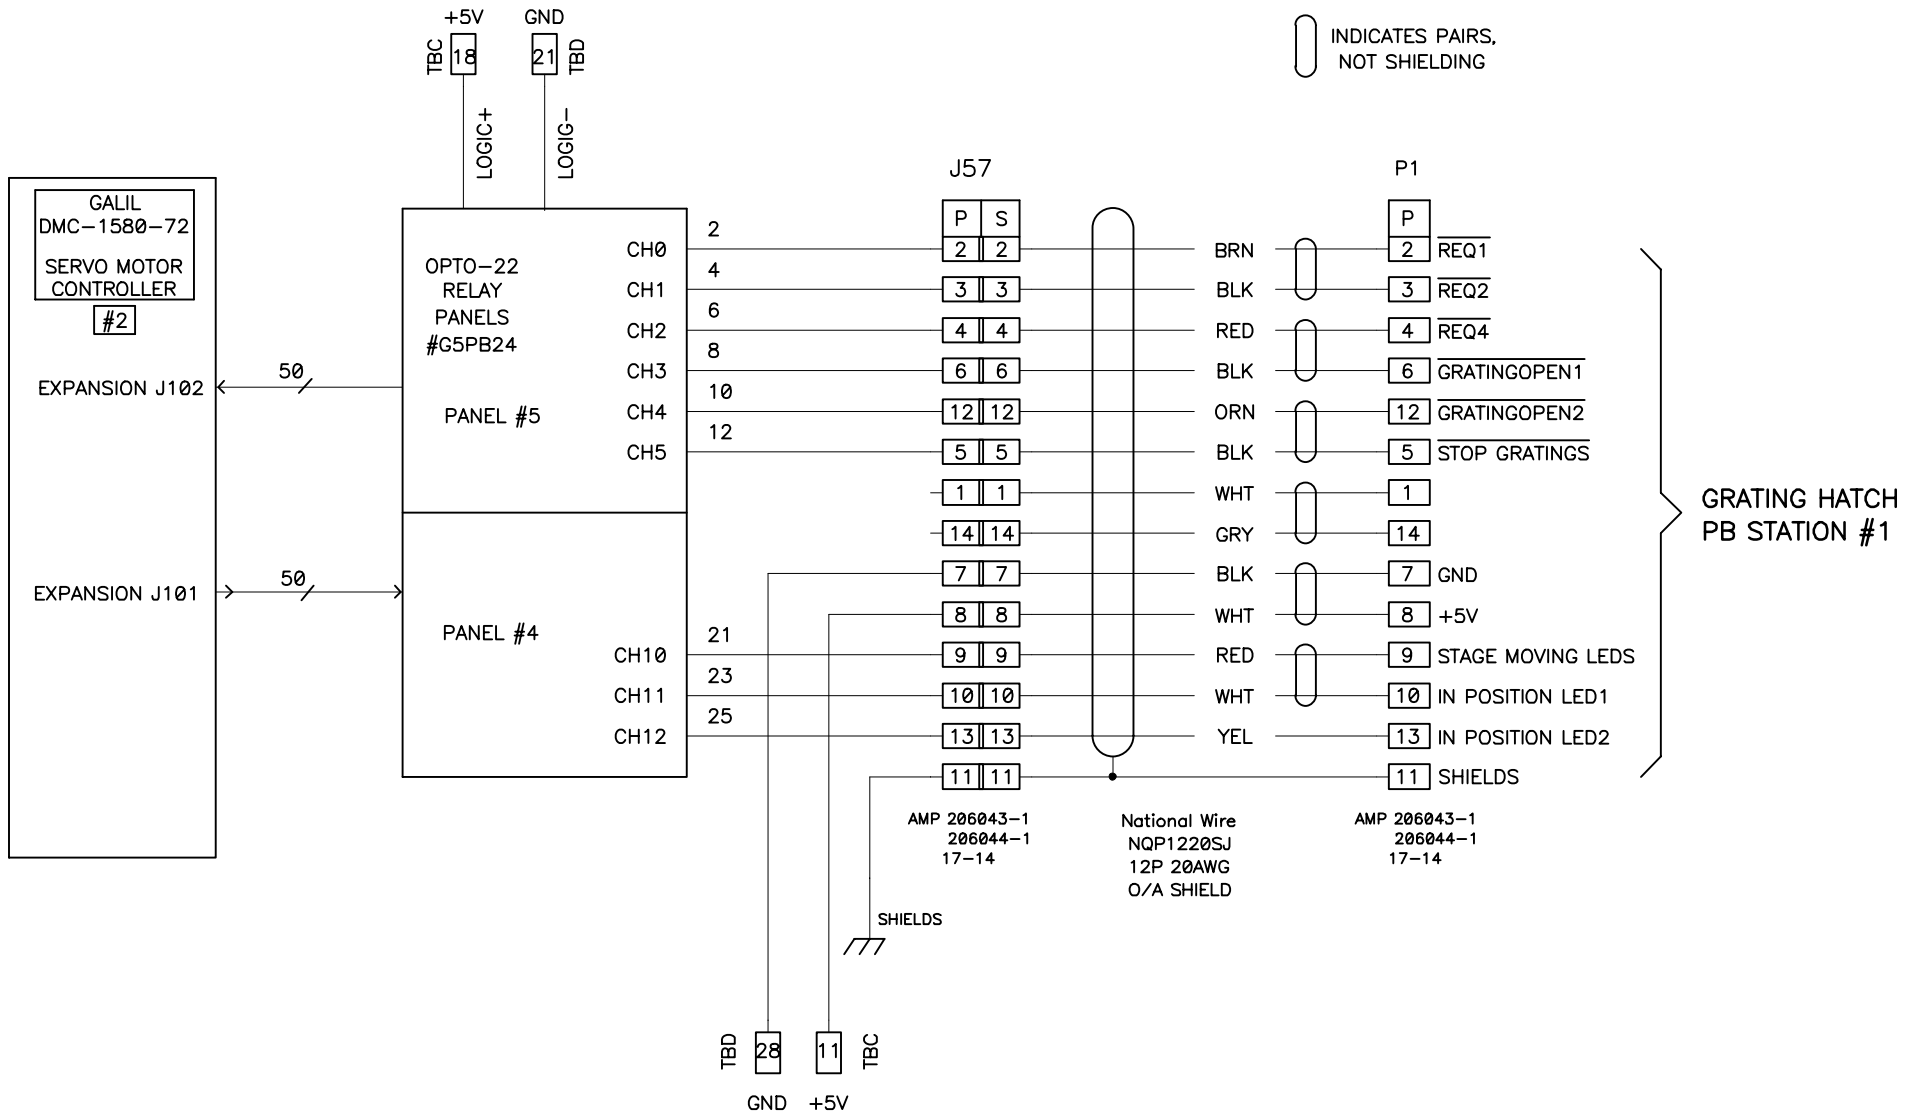 +5V
GND
TBC
18
21
TBD
LOGIC+
LOGIG-
INDICATES PAIRS,
NOT SHIELDING
GALIL
DMC-1580-72
SERVO MOTOR
CONTROLLER
#2
EXPANSION J102
50
EXPANSION J101
50
OPTO-22
RELAY
PANELS
#G5PB24
PANEL #5
PANEL #4
CH0
2
CH1
4
CH2
6
CH3
8
CH4
10
CH5
12
CH10
21
CH11
23
CH12
25
J57
P1
P S
P
2 2 BRN 2 REQ1
3 3 BLK 3 REQ2
4 4 RED 4 REQ4
6 6 BLK 6 GRATINGOPEN1
12 12 ORN 12 GRATINGOPEN2
5 5 BLK 5 STOP GRATINGS
1 1 WHT 1
14 14 GRY 14
7 7 BLK 7 GND
8 8 WHT 8 +5V
9 9 RED 9 STAGE MOVING LEDS
10 10 WHT 10 IN POSITION LED1
13 13 YEL 13 IN POSITION LED2
11 11 11 SHIELDS
GRATING HATCH
PB STATION #1
AMP 206043-1
206044-1
17-14
National Wire
NQP1220SJ
12P 20AWG
O/A SHIELD
AMP 206043-1
206044-1
17-14
SHIELDS
TBD
28
11
TBC
GND
+5V